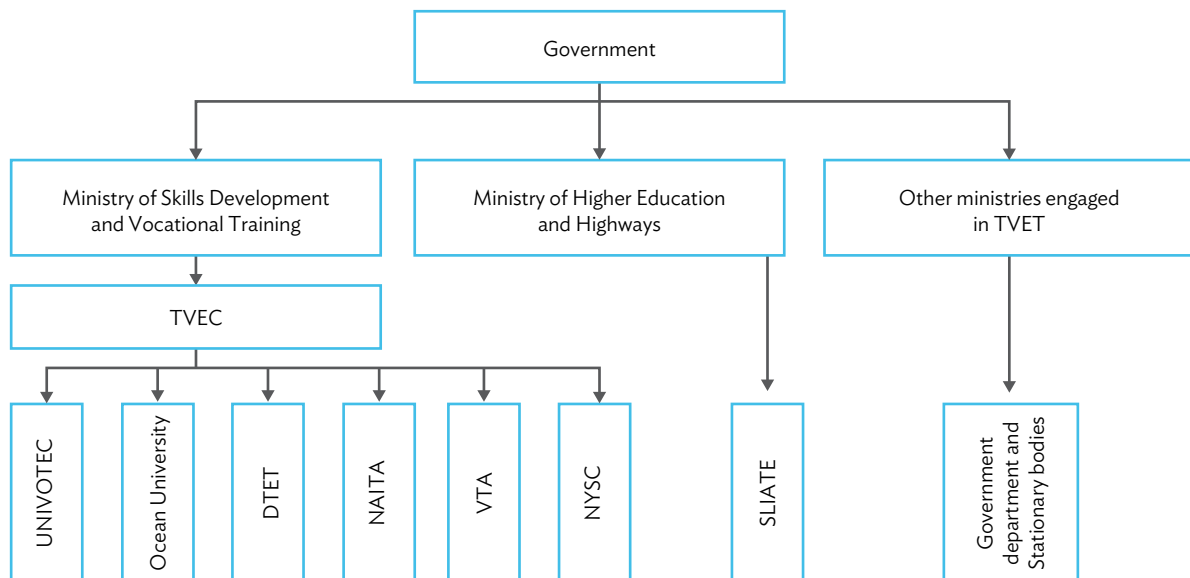 Government
Ministry of Skills Development
and Vocational Training
Ministry of Higher Education
and Highways
Other ministries engaged
in TVET
TVEC
UNIVOTEC
Ocean University
DTET
NAITA
VTA
NYSC
SLIATE
Government
department and
Stationary bodies